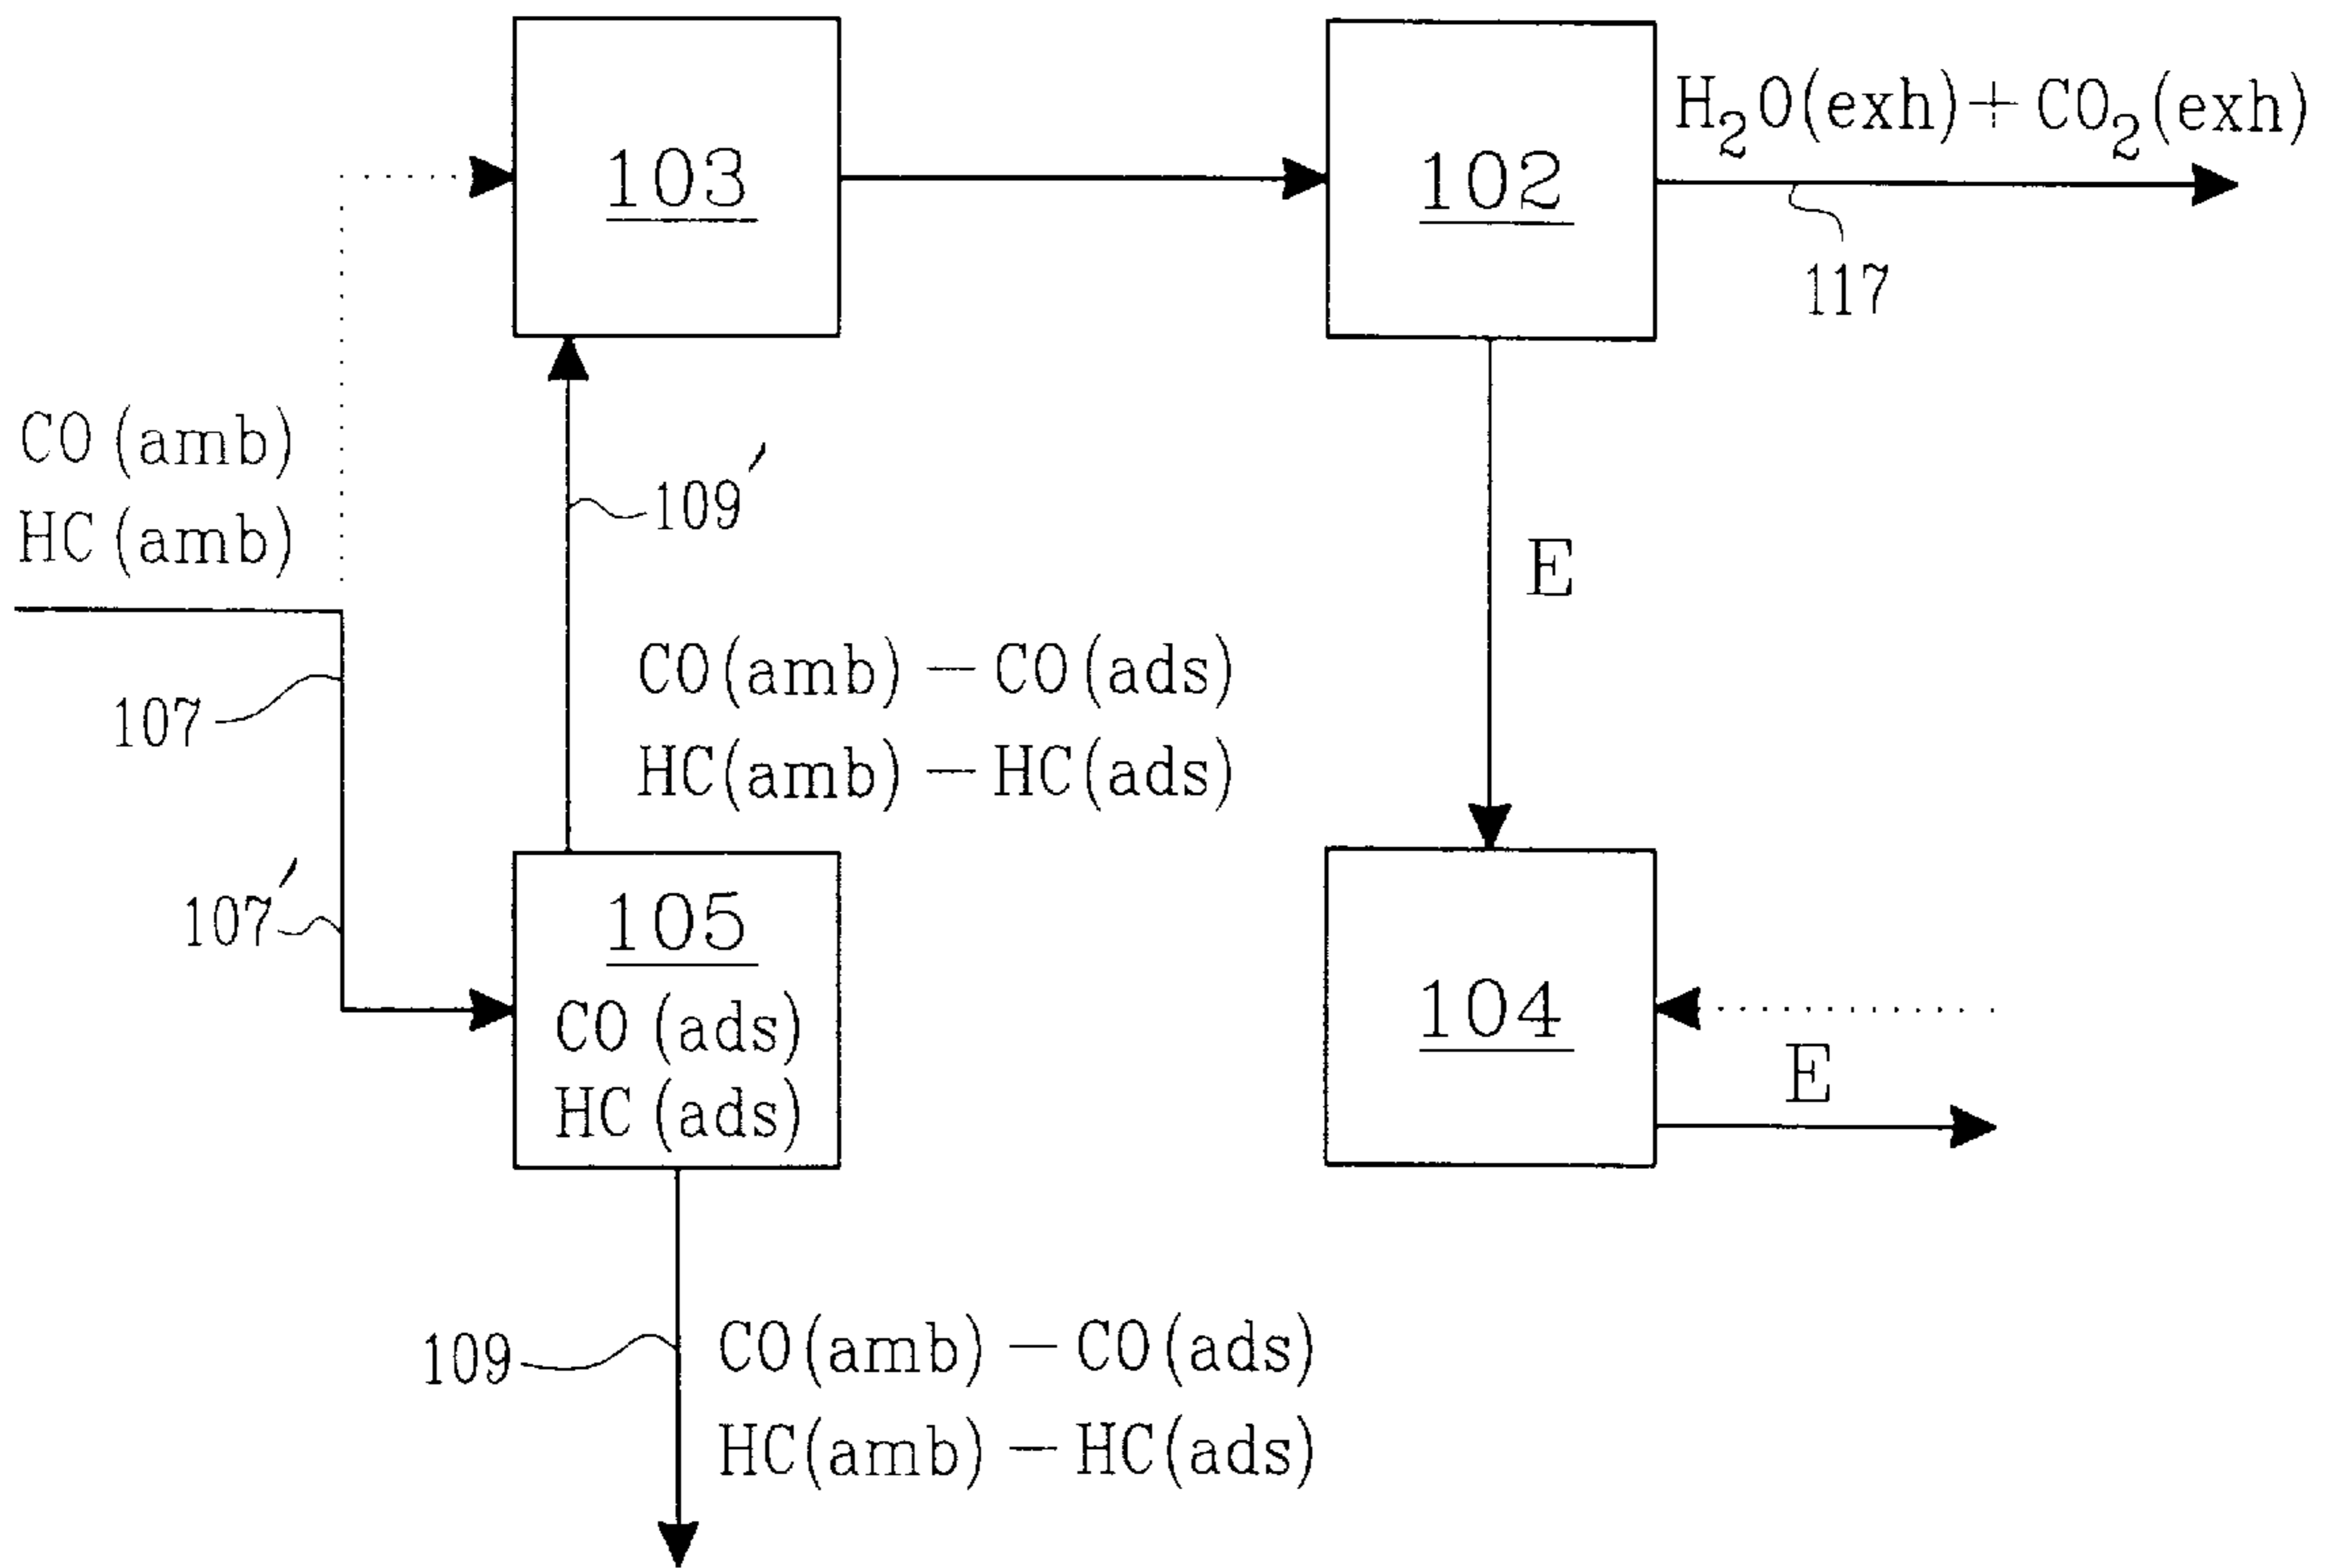 103
102
H₂O(exh)+CO₂(exh)
117
CO (amb)
HC (amb)
109′
E
CO(amb)—CO(ads)
HC(amb)—HC(ads)
107
107′
105
CO (ads)
HC (ads)
104
E
109
CO(amb)—CO(ads)
HC(amb)—HC(ads)